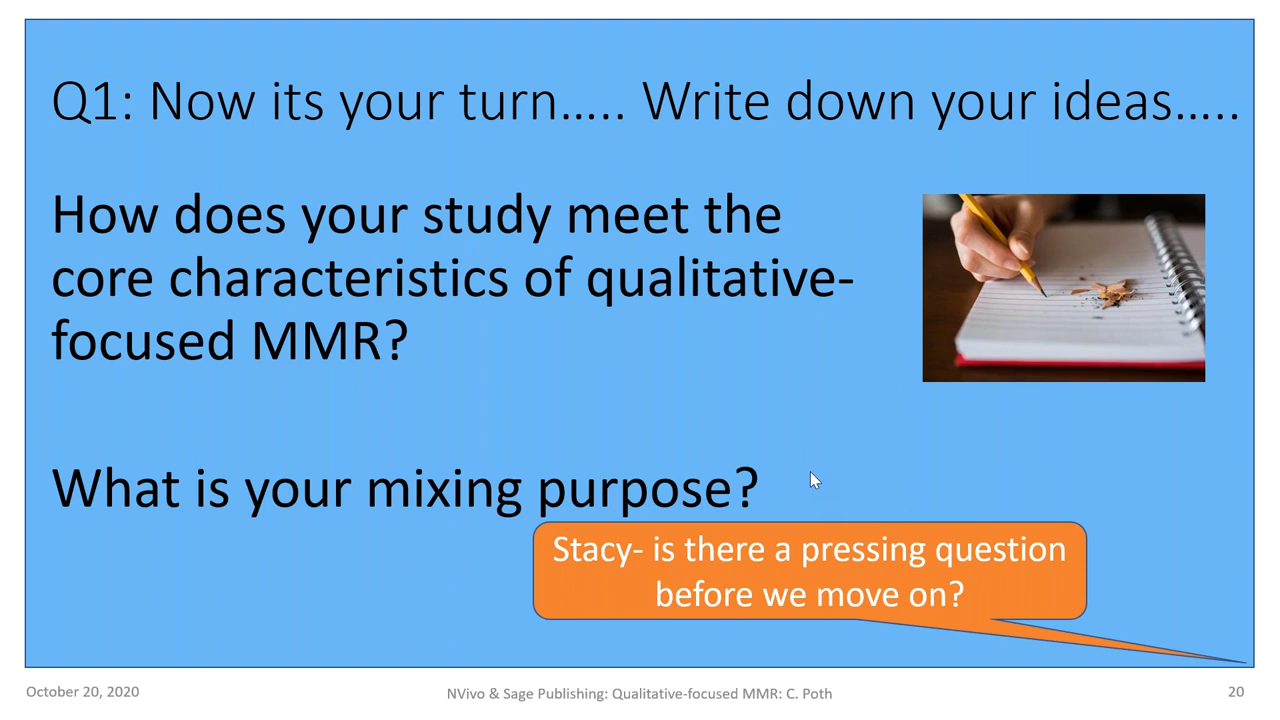 Q1: Now its your turn….. Write down your ideas…..
How does your study meet the
core characteristics of qualitative-
focused MMR?
What is your mixing purpose?
Stacy- is there a pressing question
before we move on?
October 20, 2020
NVivo & Sage Publishing: Qualitative-focused MMR: C. Poth
20